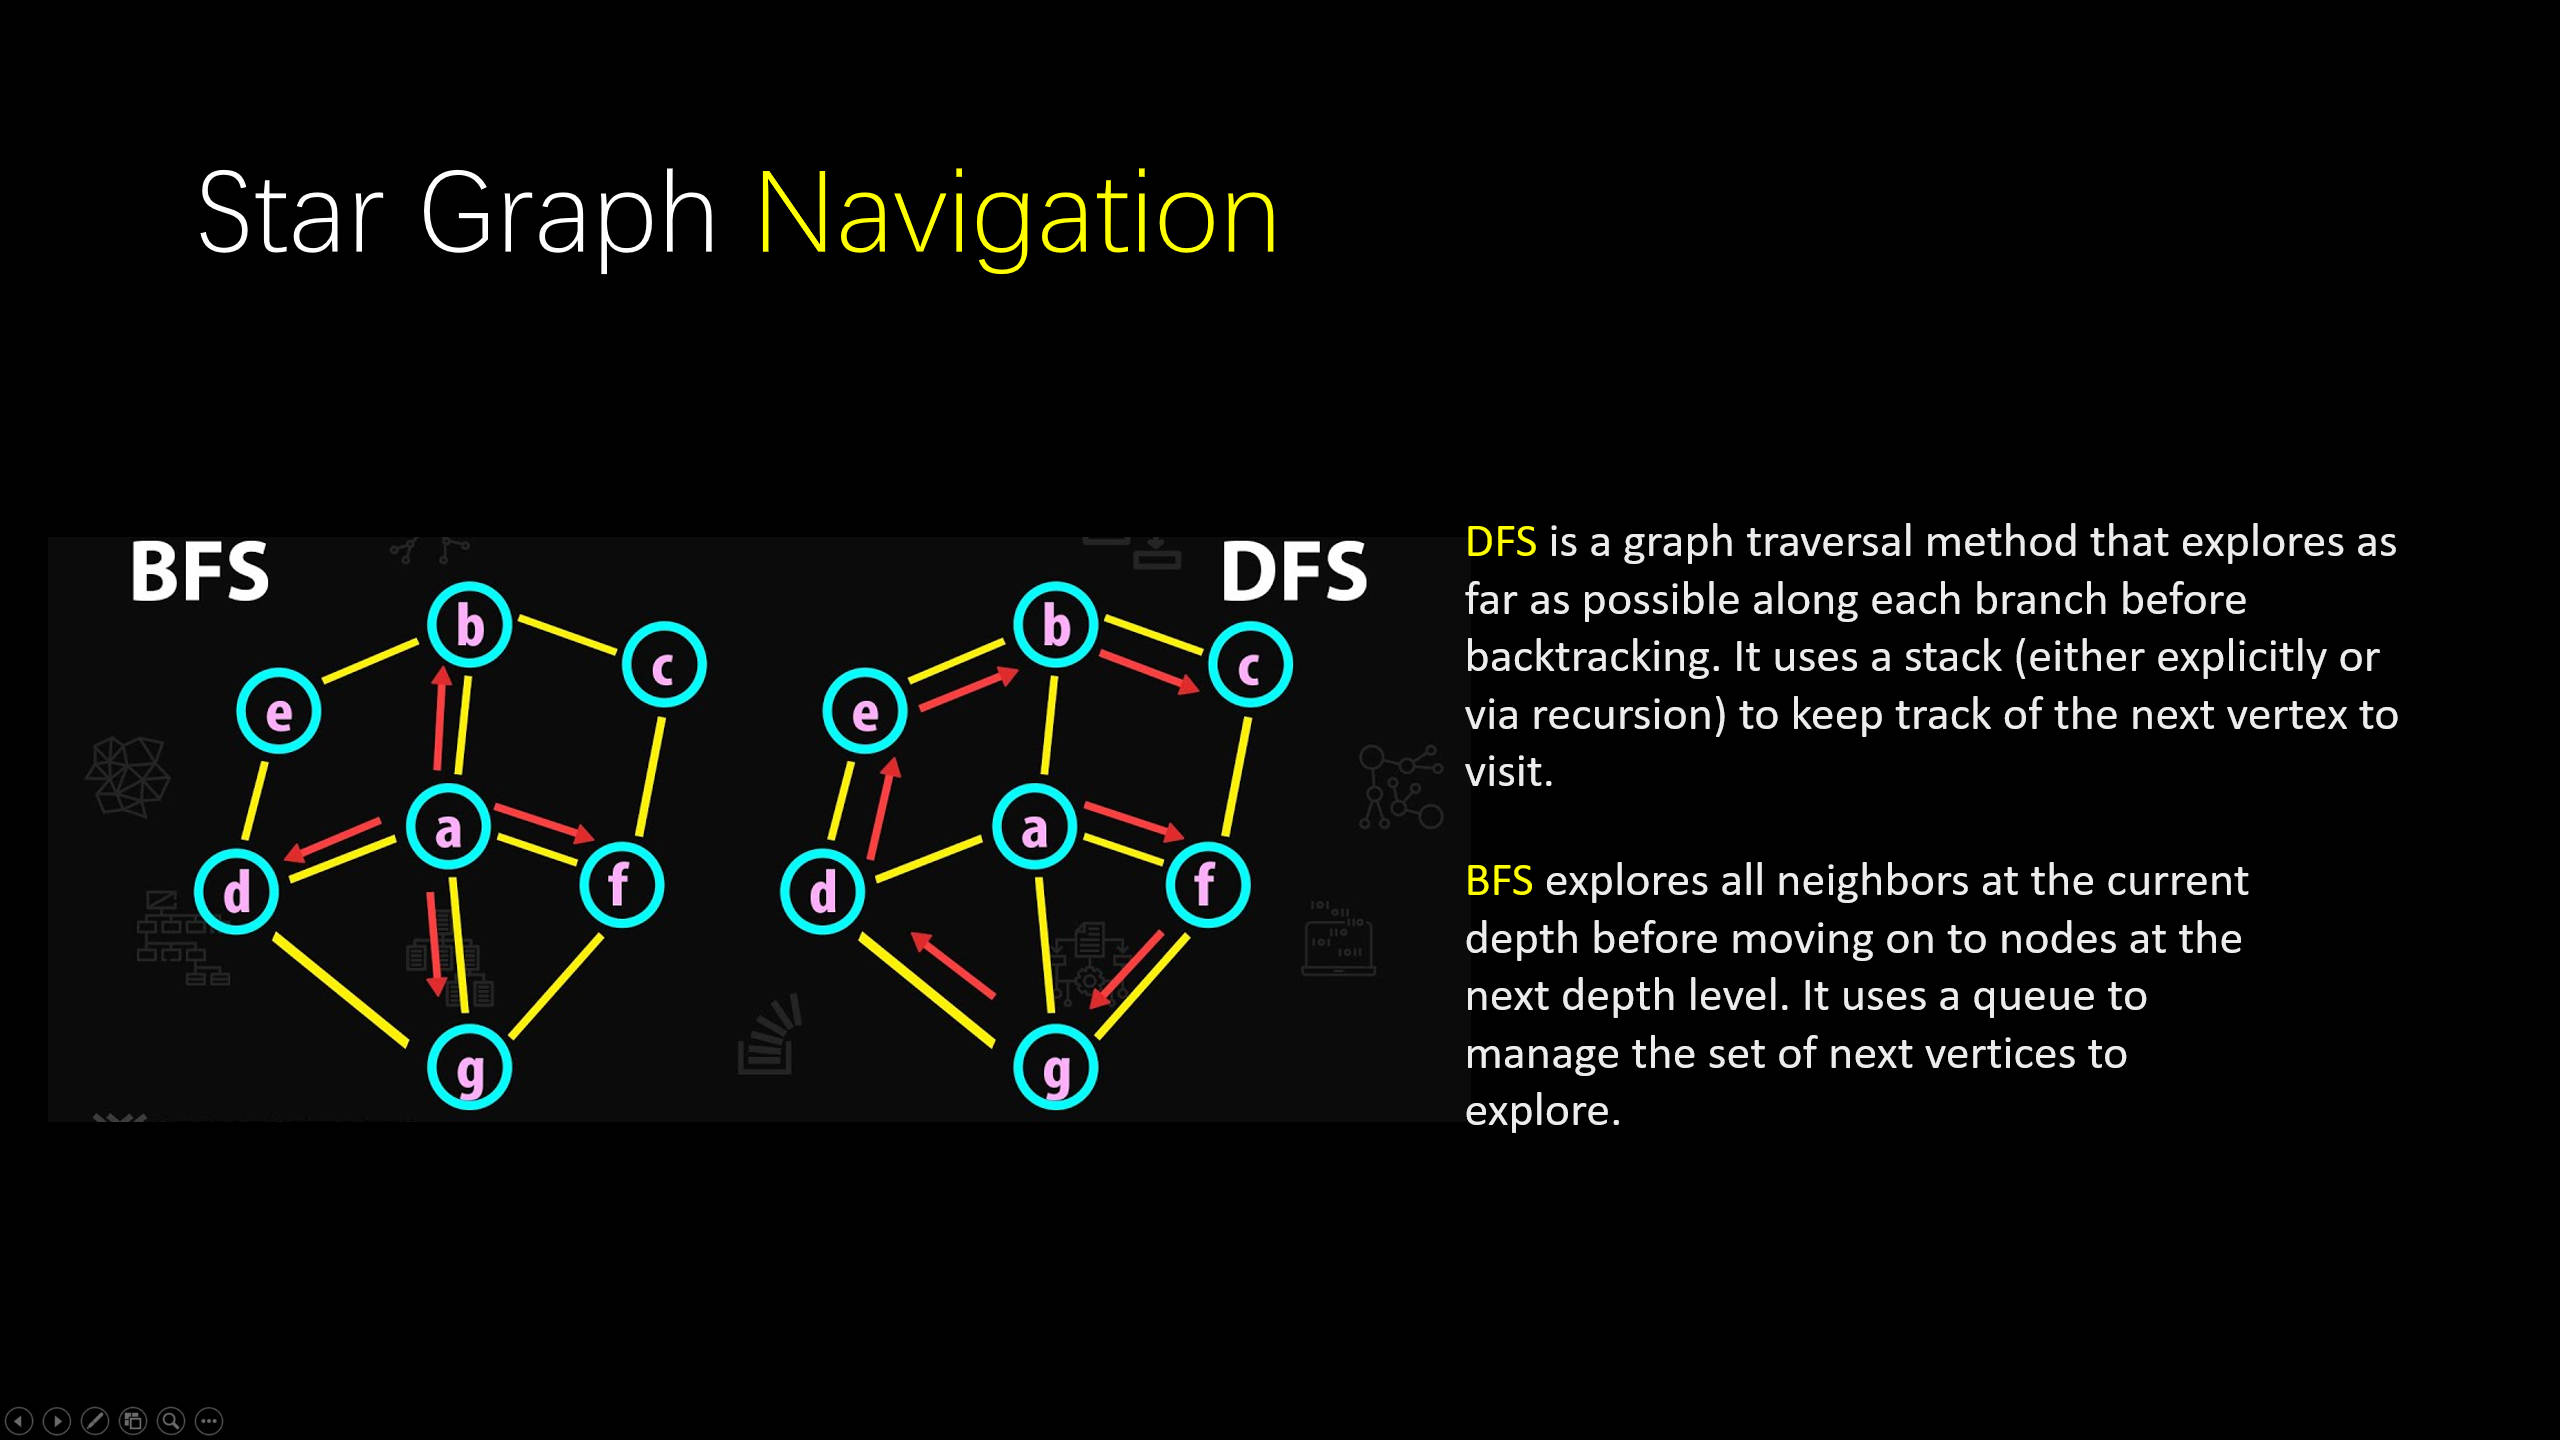 Star Graph Navigation
BFS
DFS
b
c
e
a
d
f
g
b
c
e
a
d
f
g
DFS is a graph traversal method that explores as
far as possible along each branch before
backtracking. It uses a stack (either explicitly or
via recursion) to keep track of the next vertex to
visit.
BFS explores all neighbors at the current
depth before moving on to nodes at the
next depth level. It uses a queue to
manage the set of next vertices to
explore.